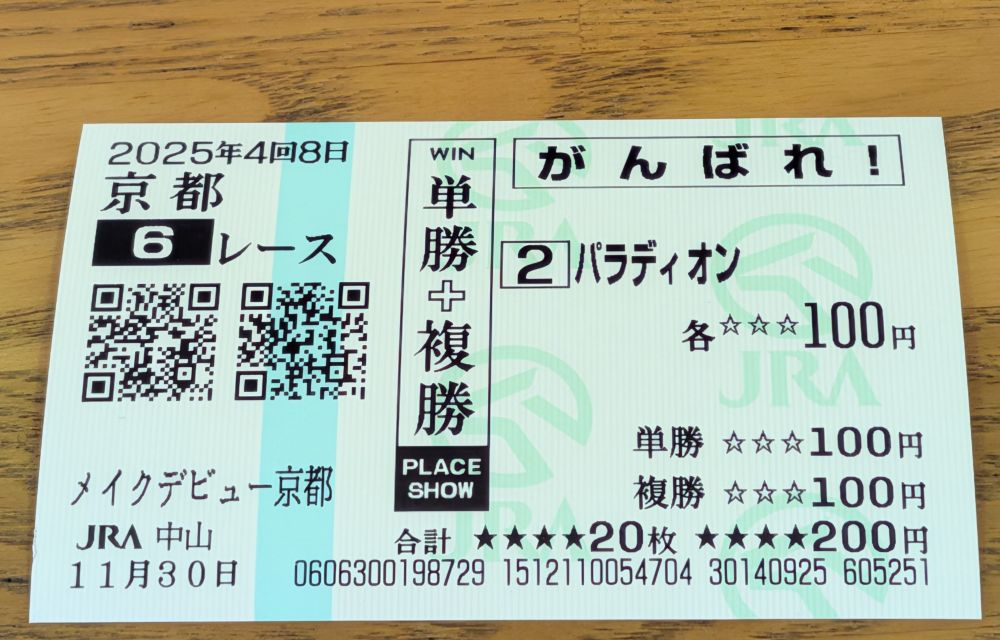 2025年4回8日
京都
6レース
メイクデビュー京都
JRA 中山
11月30日
WIN
単勝+複勝
PLACE
SHOW
がんばれ!
2 パラディオン
各☆☆☆100円
単勝 ☆☆☆100円
複勝 ☆☆☆100円
合計 ★★★★20枚 ★★★★200円
0606300198729 1512110054704 30140925 605251
JRA
JRA
JRA